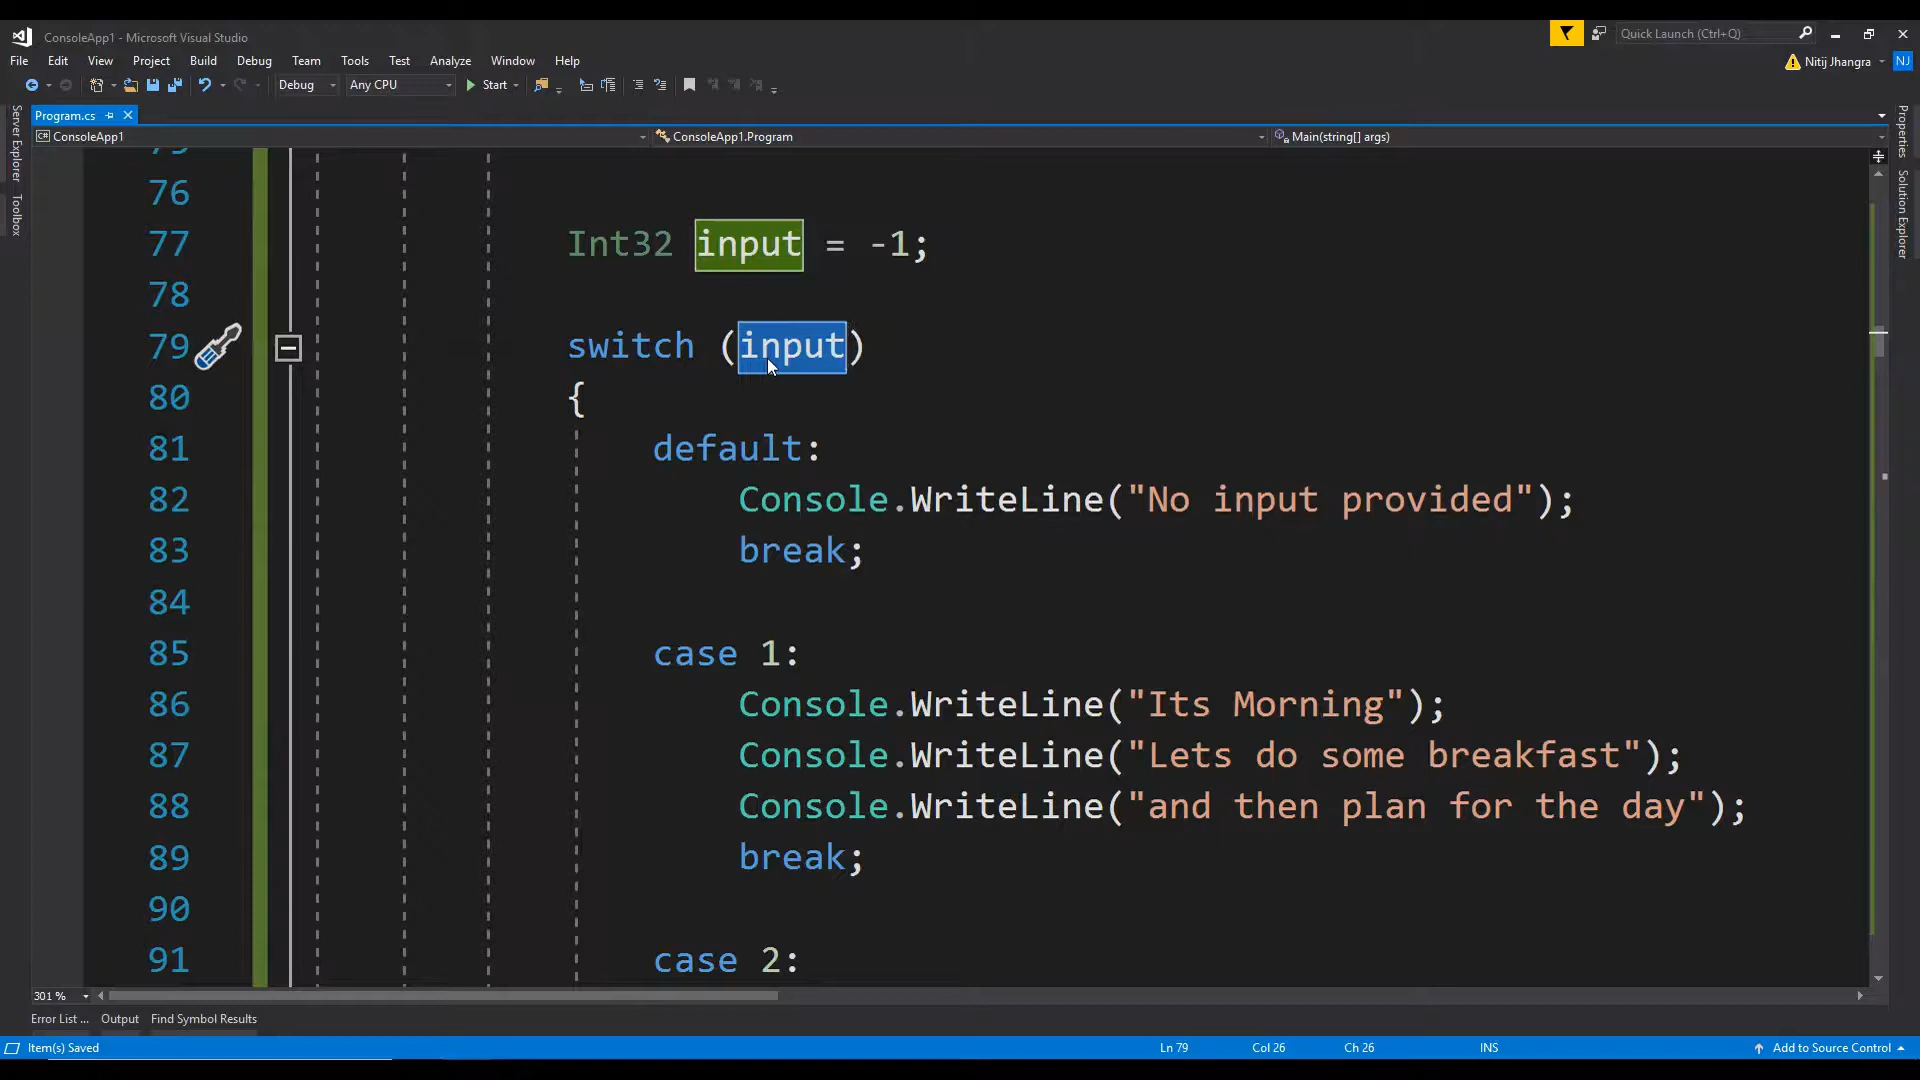 ConsoleApp1 - Microsoft Visual Studio
Quick Launch (Ctrl+Q)
File Edit View Project Build Debug Team Tools Test Analyze Window Help
Nitij Jhangra NJ
Debug Any CPU Start
Program.cs
ConsoleApp1 ConsoleApp1.Program Main(string[] args)
Server Explorer
Toolbox
Properties
Solution Explorer
76
77 Int32 input = -1;
78
79 switch (input)
80 {
81 default:
82 Console.WriteLine("No input provided");
83 break;
84
85 case 1:
86 Console.WriteLine("Its Morning");
87 Console.WriteLine("Lets do some breakfast");
88 Console.WriteLine("and then plan for the day");
89 break;
90
91 case 2:
301 %
Error List ... Output Find Symbol Results
Item(s) Saved Ln 79 Col 26 Ch 26 INS Add to Source Control